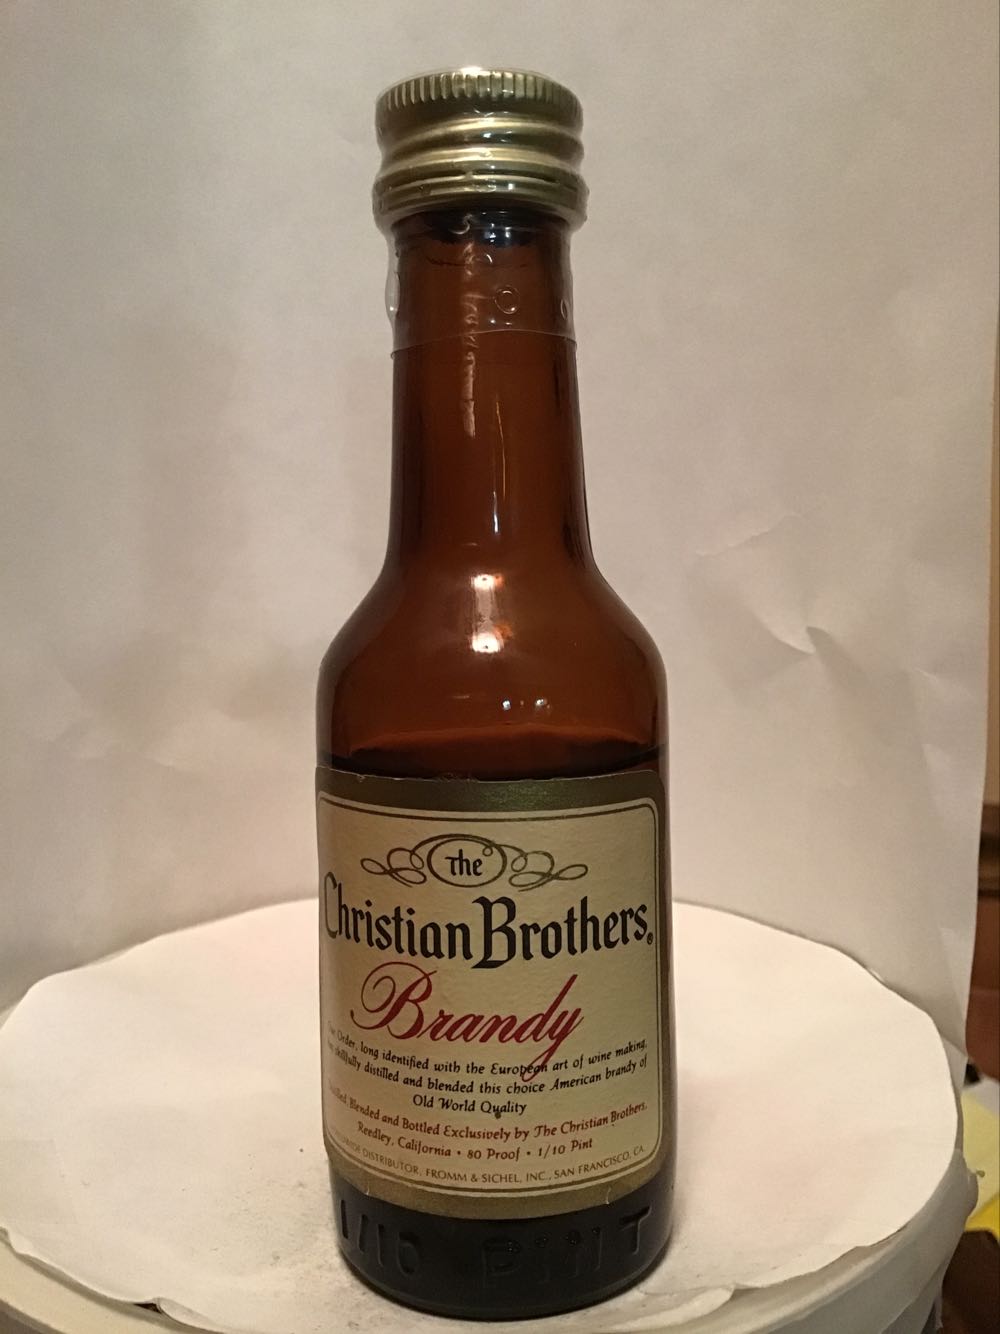 the
Christian Brothers®
Brandy
Order, long identified with the European art of wine making,
skillfully distilled and blended this choice American brandy of
Old World Quality
Blended and Bottled Exclusively by The Christian Brothers,
Reedley, California • 80 Proof • 1/10 Pint
DISTRIBUTOR, FROMM & SICHEL, INC., SAN FRANCISCO, CA.
1/10 PINT